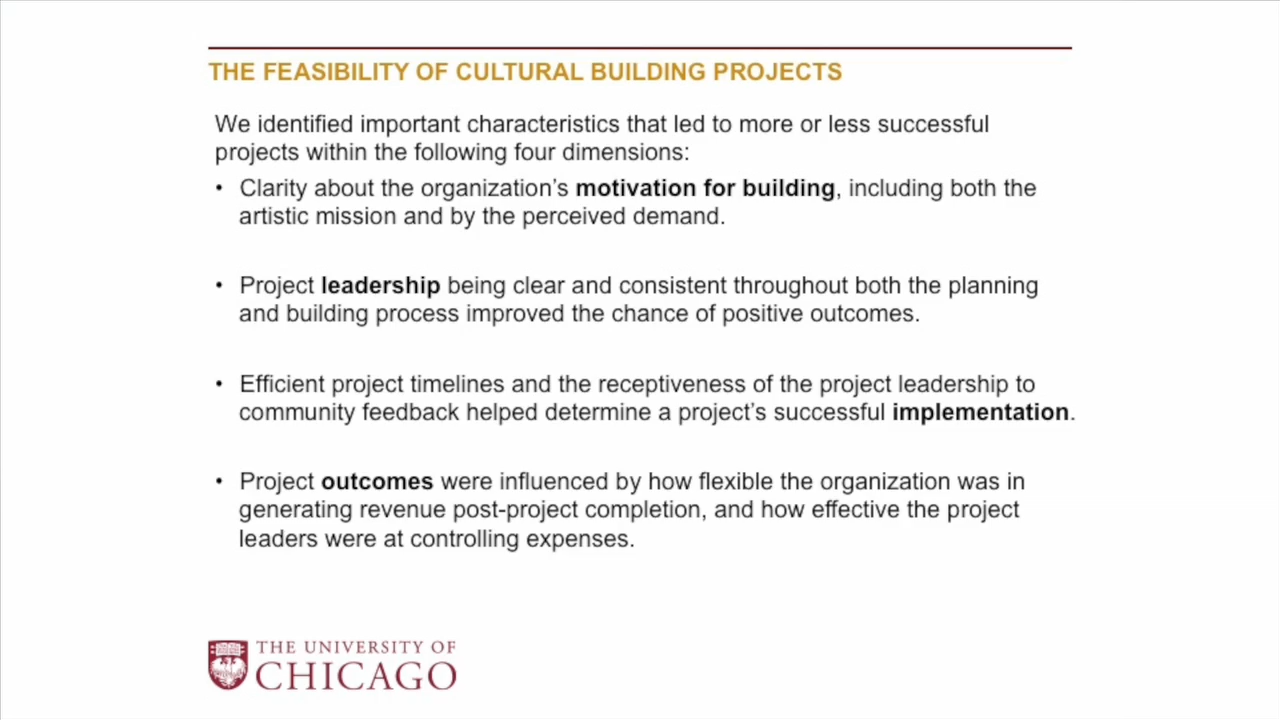 THE FEASIBILITY OF CULTURAL BUILDING PROJECTS
We identified important characteristics that led to more or less successful
projects within the following four dimensions:
• Clarity about the organization’s motivation for building, including both the
artistic mission and by the perceived demand.
• Project leadership being clear and consistent throughout both the planning
and building process improved the chance of positive outcomes.
• Efficient project timelines and the receptiveness of the project leadership to
community feedback helped determine a project’s successful implementation.
• Project outcomes were influenced by how flexible the organization was in
generating revenue post-project completion, and how effective the project
leaders were at controlling expenses.
THE UNIVERSITY OF
CHICAGO